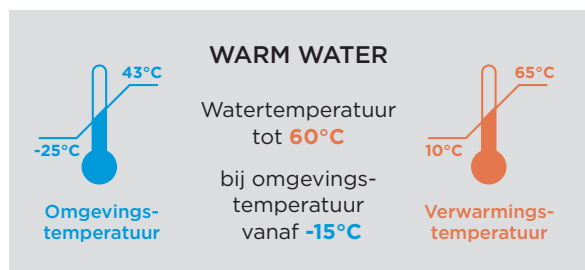 WARM WATER
43°C
-25°C
Omgevings-
temperatuur
Watertemperatuur
tot 60°C
bij omgevings-
temperatuur
vanaf -15°C
65°C
10°C
Verwarmings-
temperatuur